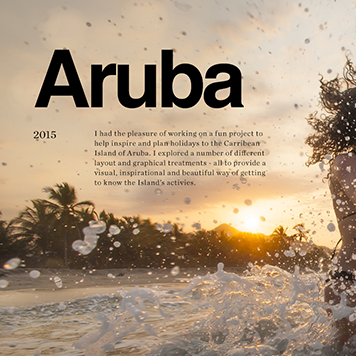 Aruba
2015
I had the pleasure of working on a fun project to
help inspire and plan holidays to the Carribean
Island of Aruba. I explored a number of different
layout and graphical treatments - all to provide a
visual, inspirational and beautiful way of getting
to know the Island's activies.